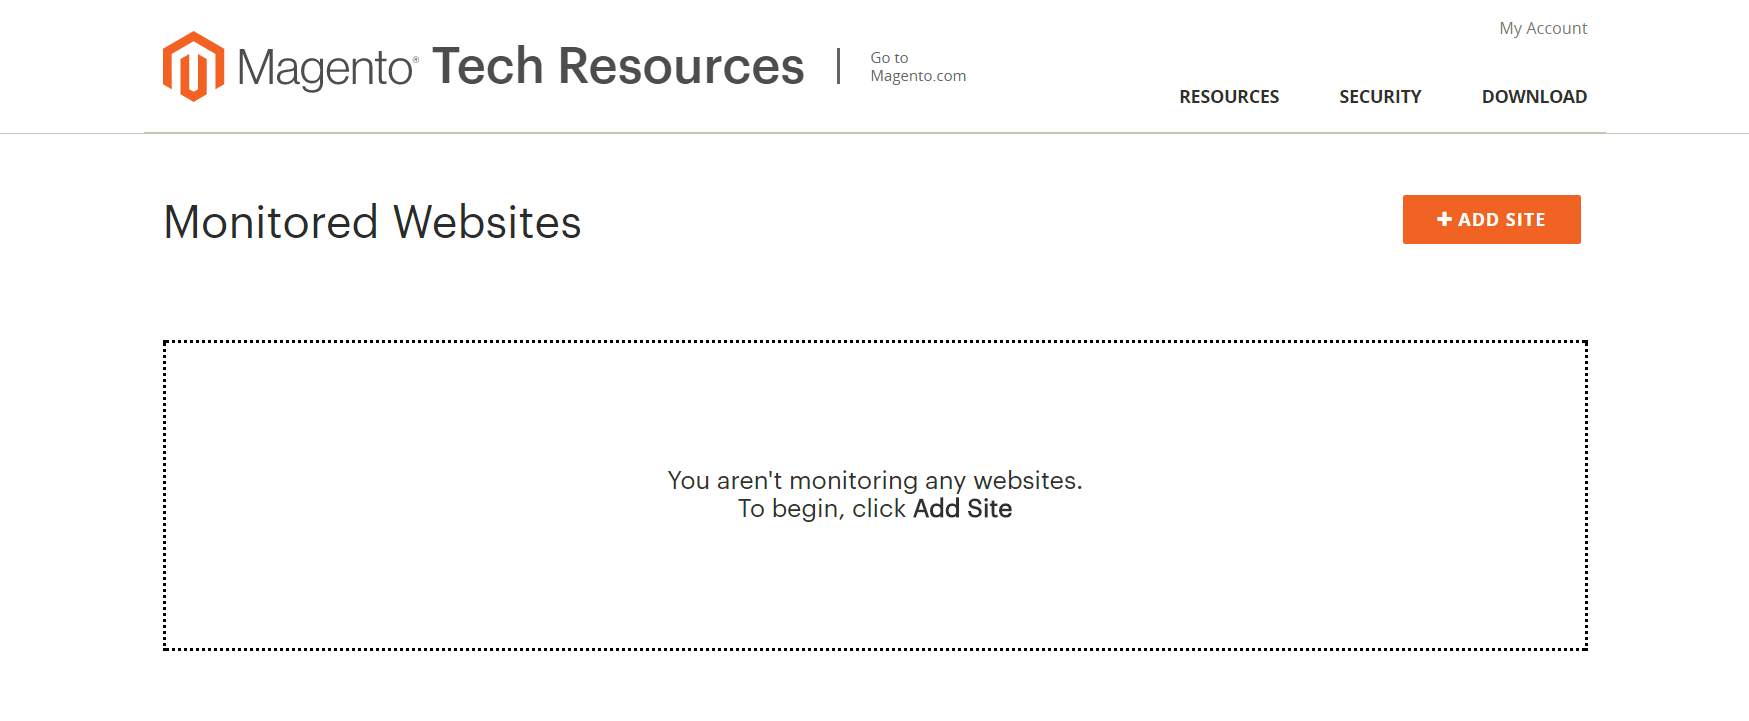 My Account
Magento® Tech Resources
Go to
Magento.com
RESOURCES SECURITY DOWNLOAD
Monitored Websites
ADD SITE
You aren't monitoring any websites.
To begin, click Add Site